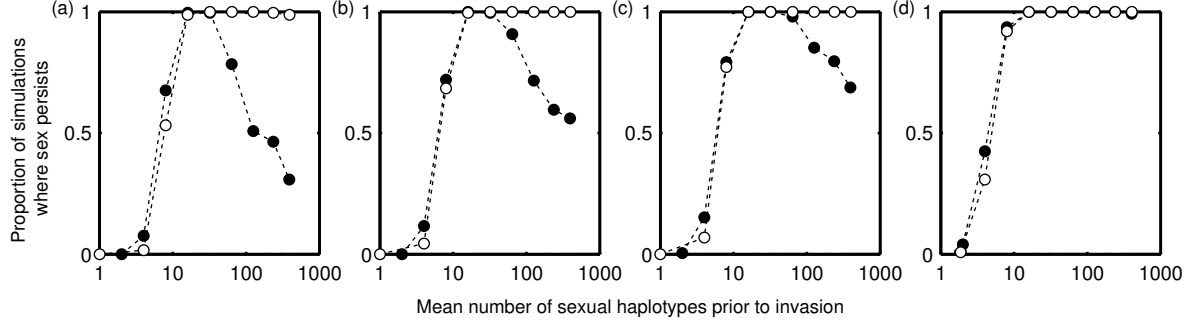 (a) (b) (c) (d)
Proportion of simulations
where sex persists
1 1 1 1
0.5 0.5 0.5 0.5
0 0 0 0
1 10 100 1000 1 10 100 1000 1 10 100 1000 1 10 100 1000
Mean number of sexual haplotypes prior to invasion